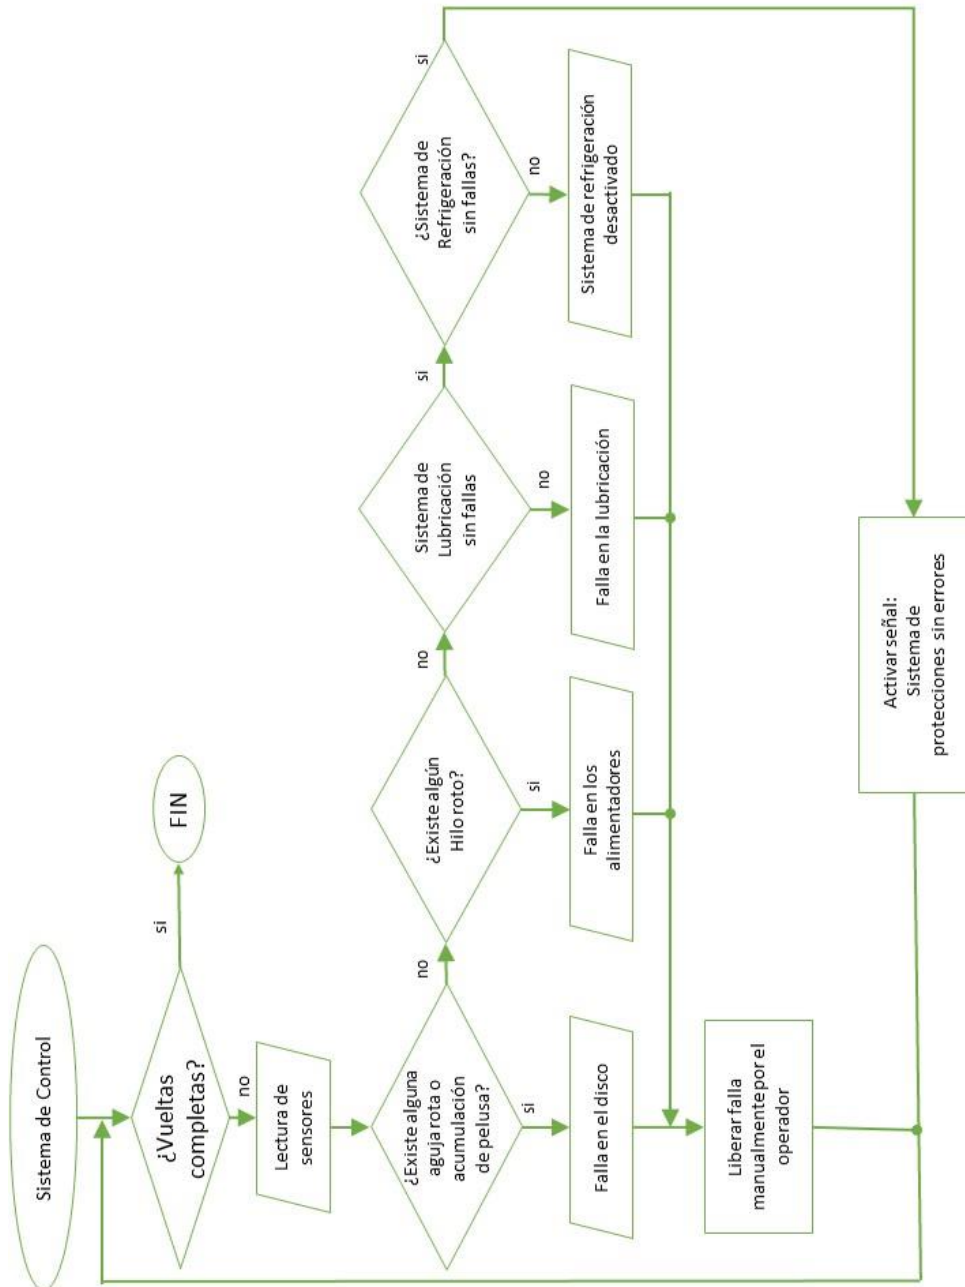 Sistema de Control
¿Vueltas
completas?
si
FIN
no
Lectura de
sensores
¿Existe alguna
aguja rota o
acumulación
de pelusa?
no
si
Falla en el disco
¿Existe algún
Hilo roto?
no
si
Falla en los
alimentadores
Sistema de
Lubricación
sin fallas
si
no
Falla en la lubricación
¿Sistema de
Refrigeración
sin fallas?
si
no
Sistema de refrigeración
desactivado
Liberar falla
manualmentepor el
operador
Activar señal:
Sistema de
protecciones sin errores